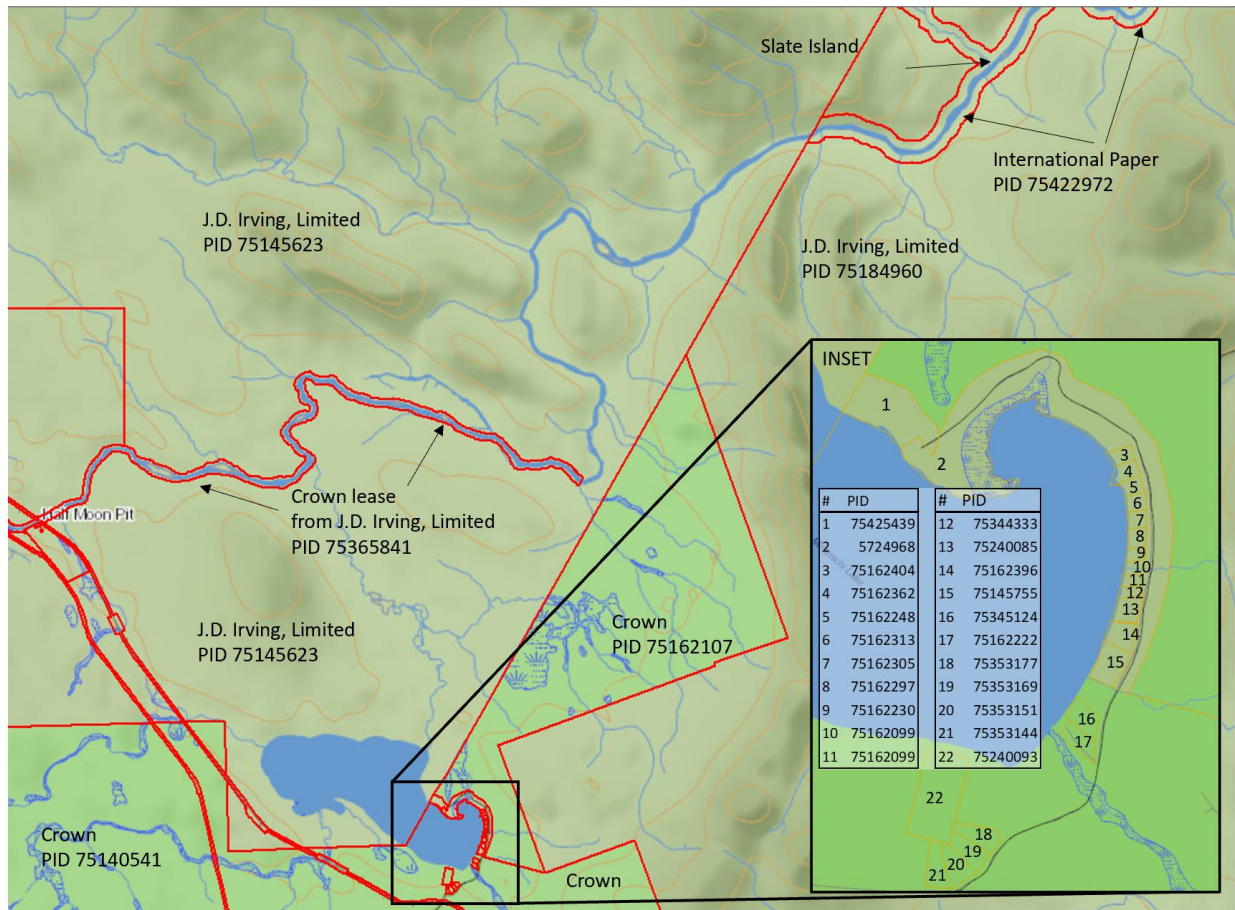 Slate Island
International Paper
PID 75422972
J.D. Irving, Limited
PID 75145623
J.D. Irving, Limited
PID 75184960
Crown lease
from J.D. Irving, Limited
PID 75365841
Half Moon Pit
J.D. Irving, Limited
PID 75145623
Crown
PID 75162107
Crown
PID 75140541
Crown
INSET
1
2
3
4
5
6
7
8
9
10
11
12
13
14
15
16
17
18
19
20
21
22
# PID
1 75425439
2 5724968
3 75162404
4 75162362
5 75162248
6 75162313
7 75162305
8 75162297
9 75162230
10 75162099
11 75162099
# PID
12 75344333
13 75240085
14 75162396
15 75145755
16 75345124
17 75162222
18 75353177
19 75353169
20 75353151
21 75353144
22 75240093
Lake